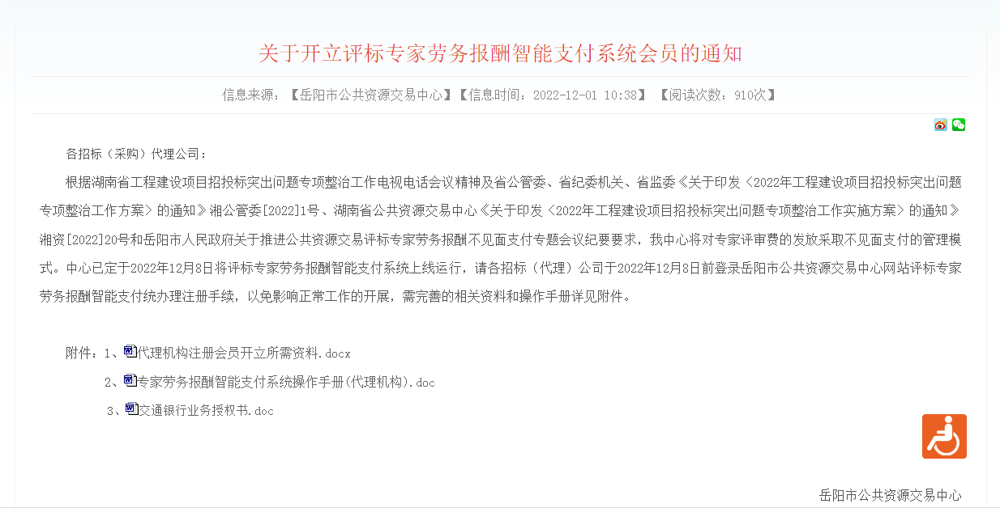 关于开立评标专家劳务报酬智能支付系统会员的通知
信息来源：【岳阳市公共资源交易中心】【信息时间：2022-12-01 10:38】 【阅读次数：910次】
各招标（采购）代理公司：
根据湖南省工程建设项目招投标突出问题专项整治工作电视电话会议精神及省公管委、省纪委机关、省监委《关于印发〈2022年工程建设项目招投标突出问题
专项整治工作方案〉的通知》湘公管委[2022]1号、湖南省公共资源交易中心《关于印发〈2022年工程建设项目招投标突出问题专项整治工作实施方案〉的通知》
湘资[2022]20号和岳阳市人民政府关于推进公共资源交易评标专家劳务报酬不见面支付专题会议纪要要求，我中心将对专家评审费的发放采取不见面支付的管理模
式。中心已定于2022年12月8日将评标专家劳务报酬智能支付系统上线运行，请各招标（代理）公司于2022年12月8日前登录岳阳市公共资源交易中心网站评标专家
劳务报酬智能支付统办理注册手续，以免影响正常工作的开展，需完善的相关资料和操作手册详见附件。
附件：1、代理机构注册会员开立所需资料.docx
2、专家劳务报酬智能支付系统操作手册(代理机构).doc
3、交通银行业务授权书.doc
岳阳市公共资源交易中心